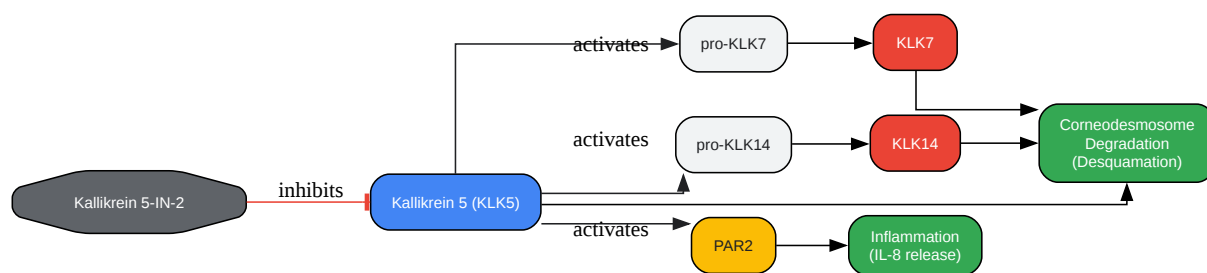 activates
pro-KLK7
KLK7
activates
pro-KLK14
KLK14
Corneodesmosome
Degradation
(Desquamation)
Kallikrein 5-IN-2
inhibits
Kallikrein 5 (KLK5)
activates
PAR2
Inflammation
(IL-8 release)